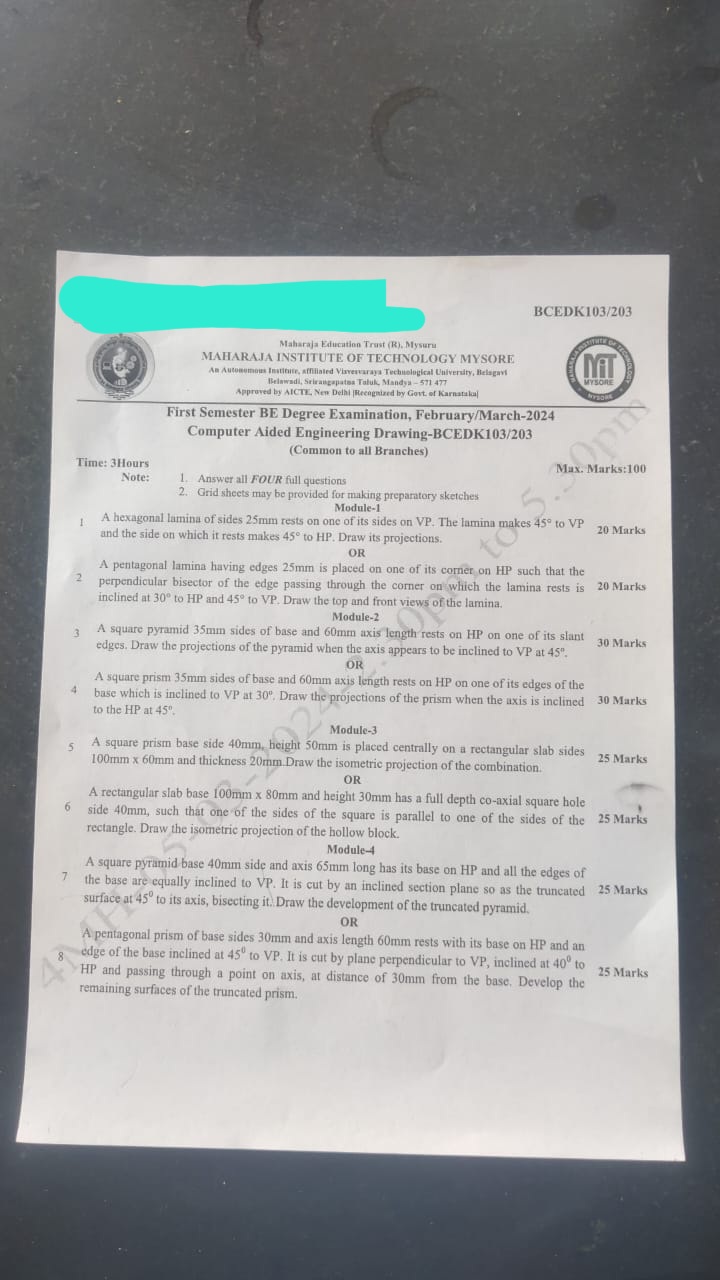 BCEDK103/203
Maharaja Education Trust (R), Mysuru
MAHARAJA INSTITUTE OF TECHNOLOGY MYSORE
An Autonomous Institute, affiliated Visvesvaraya Technological University, Belagavi
Belawadi, Srirangapatna Taluk, Mandya – 571 477
Approved by AICTE, New Delhi |Recognized by Govt. of Karnataka|
MAHARAJA INSTITUTE OF TECHNOLOGY
MIT
MYSORE
MYSORE
First Semester BE Degree Examination, February/March-2024
Computer Aided Engineering Drawing-BCEDK103/203
(Common to all Branches)
Time: 3Hours
Max. Marks:100
Note: 1. Answer all FOUR full questions
2. Grid sheets may be provided for making preparatory sketches
Module-1
1 A hexagonal lamina of sides 25mm rests on one of its sides on VP. The lamina makes 45° to VP
and the side on which it rests makes 45° to HP. Draw its projections. 20 Marks
OR
2 A pentagonal lamina having edges 25mm is placed on one of its corner on HP such that the
perpendicular bisector of the edge passing through the corner on which the lamina rests is 20 Marks
inclined at 30° to HP and 45° to VP. Draw the top and front views of the lamina.
Module-2
3 A square pyramid 35mm sides of base and 60mm axis length rests on HP on one of its slant
edges. Draw the projections of the pyramid when the axis appears to be inclined to VP at 45°. 30 Marks
OR
4 A square prism 35mm sides of base and 60mm axis length rests on HP on one of its edges of the
base which is inclined to VP at 30°. Draw the projections of the prism when the axis is inclined 30 Marks
to the HP at 45°.
Module-3
5 A square prism base side 40mm, height 50mm is placed centrally on a rectangular slab sides
100mm x 60mm and thickness 20mm.Draw the isometric projection of the combination. 25 Marks
OR
6 A rectangular slab base 100mm x 80mm and height 30mm has a full depth co-axial square hole
side 40mm, such that one of the sides of the square is parallel to one of the sides of the 25 Marks
rectangle. Draw the isometric projection of the hollow block.
Module-4
7 A square pyramid base 40mm side and axis 65mm long has its base on HP and all the edges of
the base are equally inclined to VP. It is cut by an inclined section plane so as the truncated 25 Marks
surface at 45⁰ to its axis, bisecting it. Draw the development of the truncated pyramid.
OR
8 A pentagonal prism of base sides 30mm and axis length 60mm rests with its base on HP and an
edge of the base inclined at 45⁰ to VP. It is cut by plane perpendicular to VP, inclined at 40⁰ to 25 Marks
HP and passing through a point on axis, at distance of 30mm from the base. Develop the
remaining surfaces of the truncated prism.